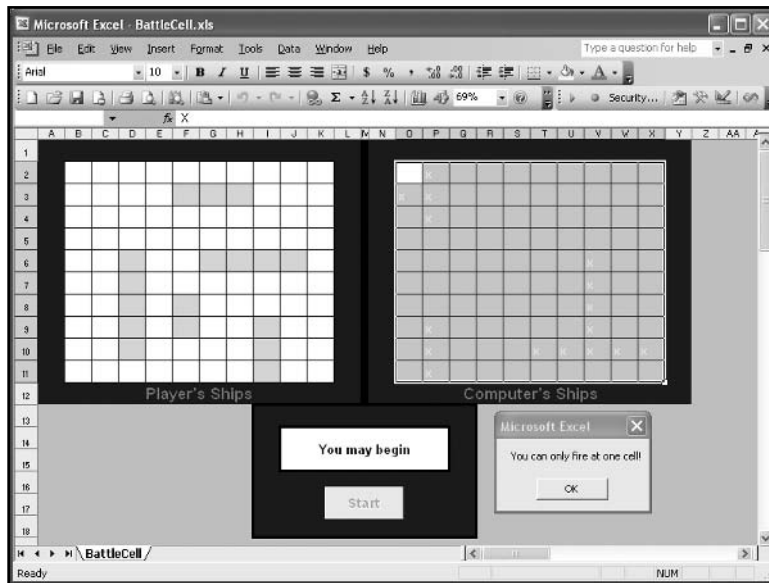 Microsoft Excel - BattleCell.xls
File Edit View Insert Format Tools Data Window Help Type a question for help
Arial 10 B I U $ % ,
Σ 69% Security...
fx X
A B C D E F G H I J K L M N O P Q R S T U V W X Y Z AA
1
2 x
3 x x
4 x
5
6 x
7 x
8 x
9 x x
10 x x x x x x
11 x
12 Player's Ships Computer's Ships
13
Microsoft Excel
14 You may begin
You can only fire at one cell!
15
16 OK
17 Start
18
BattleCell
Ready NUM